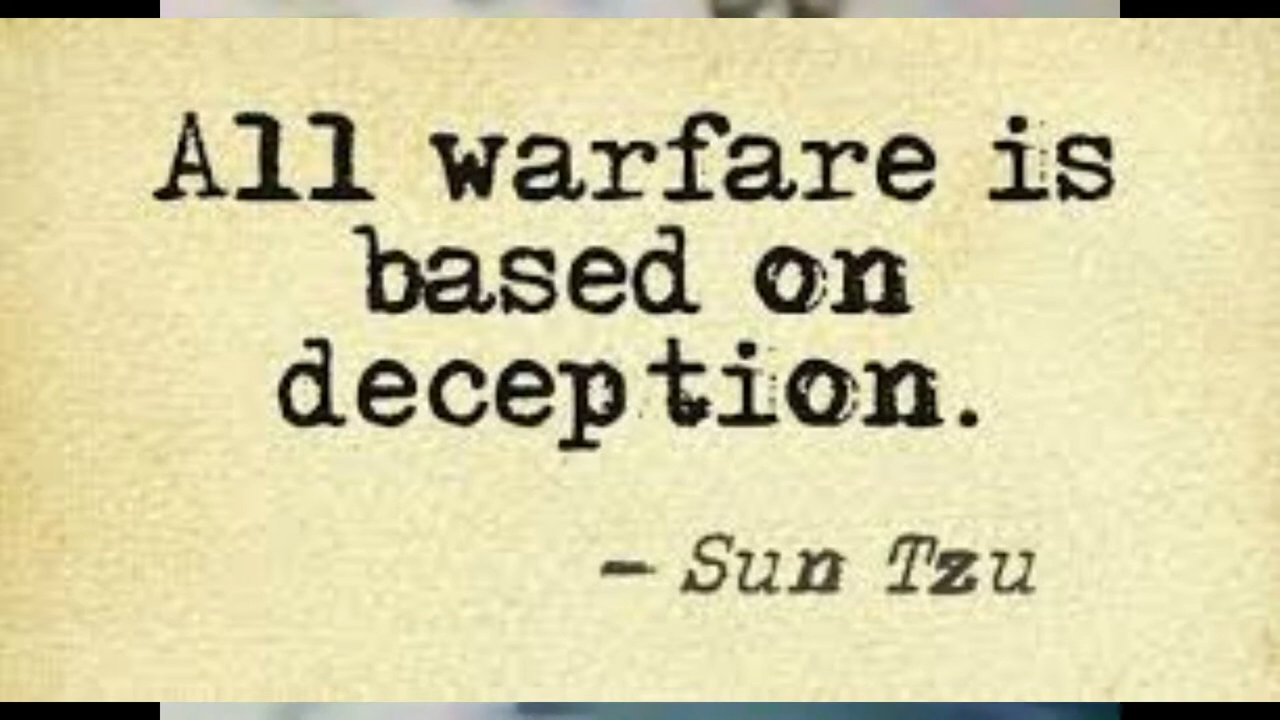 All warfare is
based on
deception.
- Sun Tzu